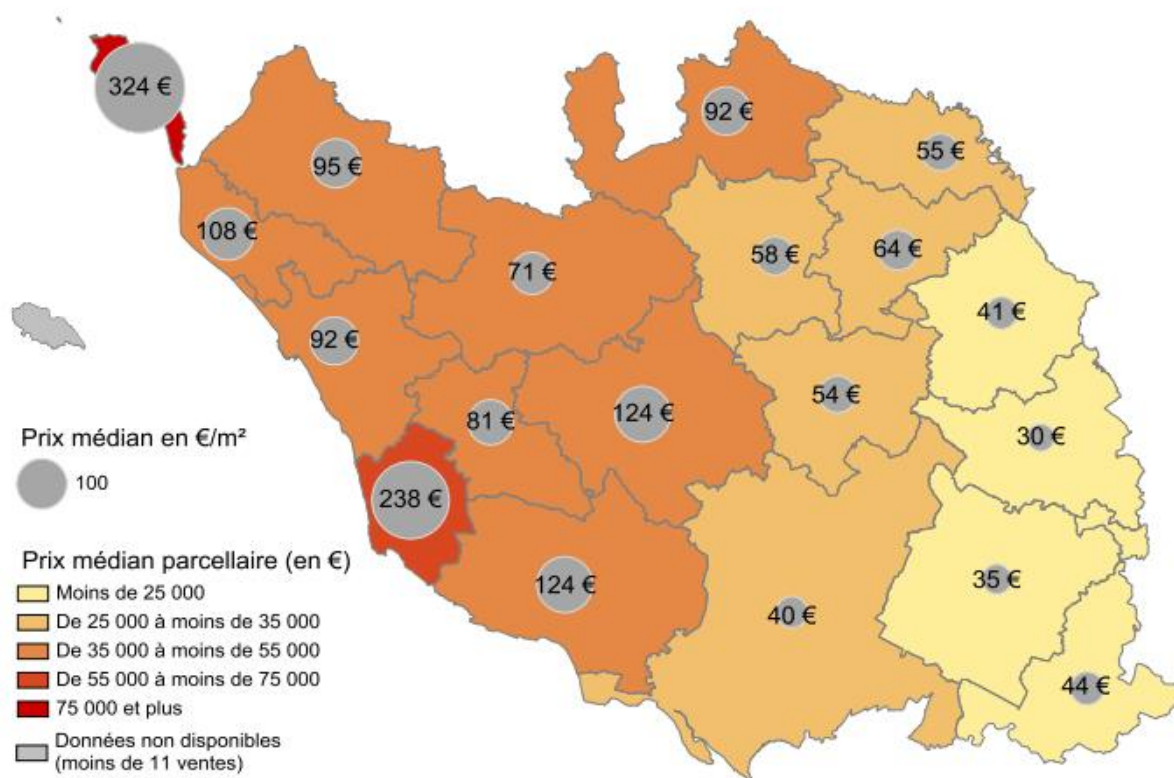 324 €
92 €
55 €
95 €
108 €
58 €
64 €
71 €
41 €
92 €
54 €
81 €
124 €
30 €
238 €
35 €
124 €
40 €
44 €
Prix médian en €/m²
100
Prix médian parcellaire (en €)
Moins de 25 000
De 25 000 à moins de 35 000
De 35 000 à moins de 55 000
De 55 000 à moins de 75 000
75 000 et plus
Données non disponibles
(moins de 11 ventes)